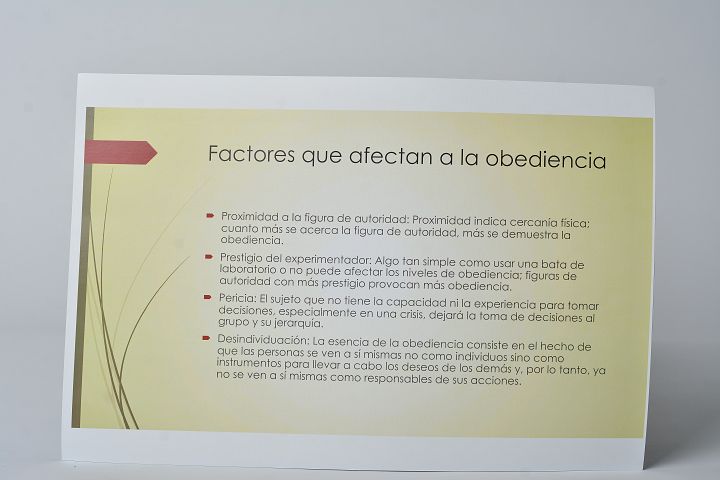 Factores que afectan a la obediencia
Proximidad a la figura de autoridad: Proximidad indica cercanía física;
cuanto más se acerca la figura de autoridad, más se demuestra la
obediencia.
Prestigio del experimentador: Algo tan simple como usar una bata de
laboratorio o no puede afectar los niveles de obediencia; figuras de
autoridad con más prestigio provocan más obediencia.
Pericia: El sujeto que no tiene la capacidad ni la experiencia para tomar
decisiones, especialmente en una crisis, dejará la toma de decisiones al
grupo y su jerarquía.
Desindividuación: La esencia de la obediencia consiste en el hecho de
que las personas se ven a sí mismas no como individuos sino como
instrumentos para llevar a cabo los deseos de los demás y, por lo tanto, ya
no se ven a sí mismas como responsables de sus acciones.